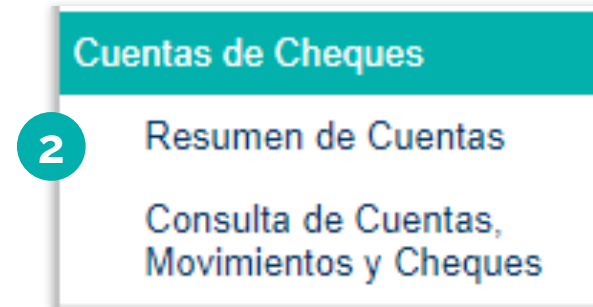 Cuentas de Cheques
2
Resumen de Cuentas
Consulta de Cuentas,
Movimientos y Cheques